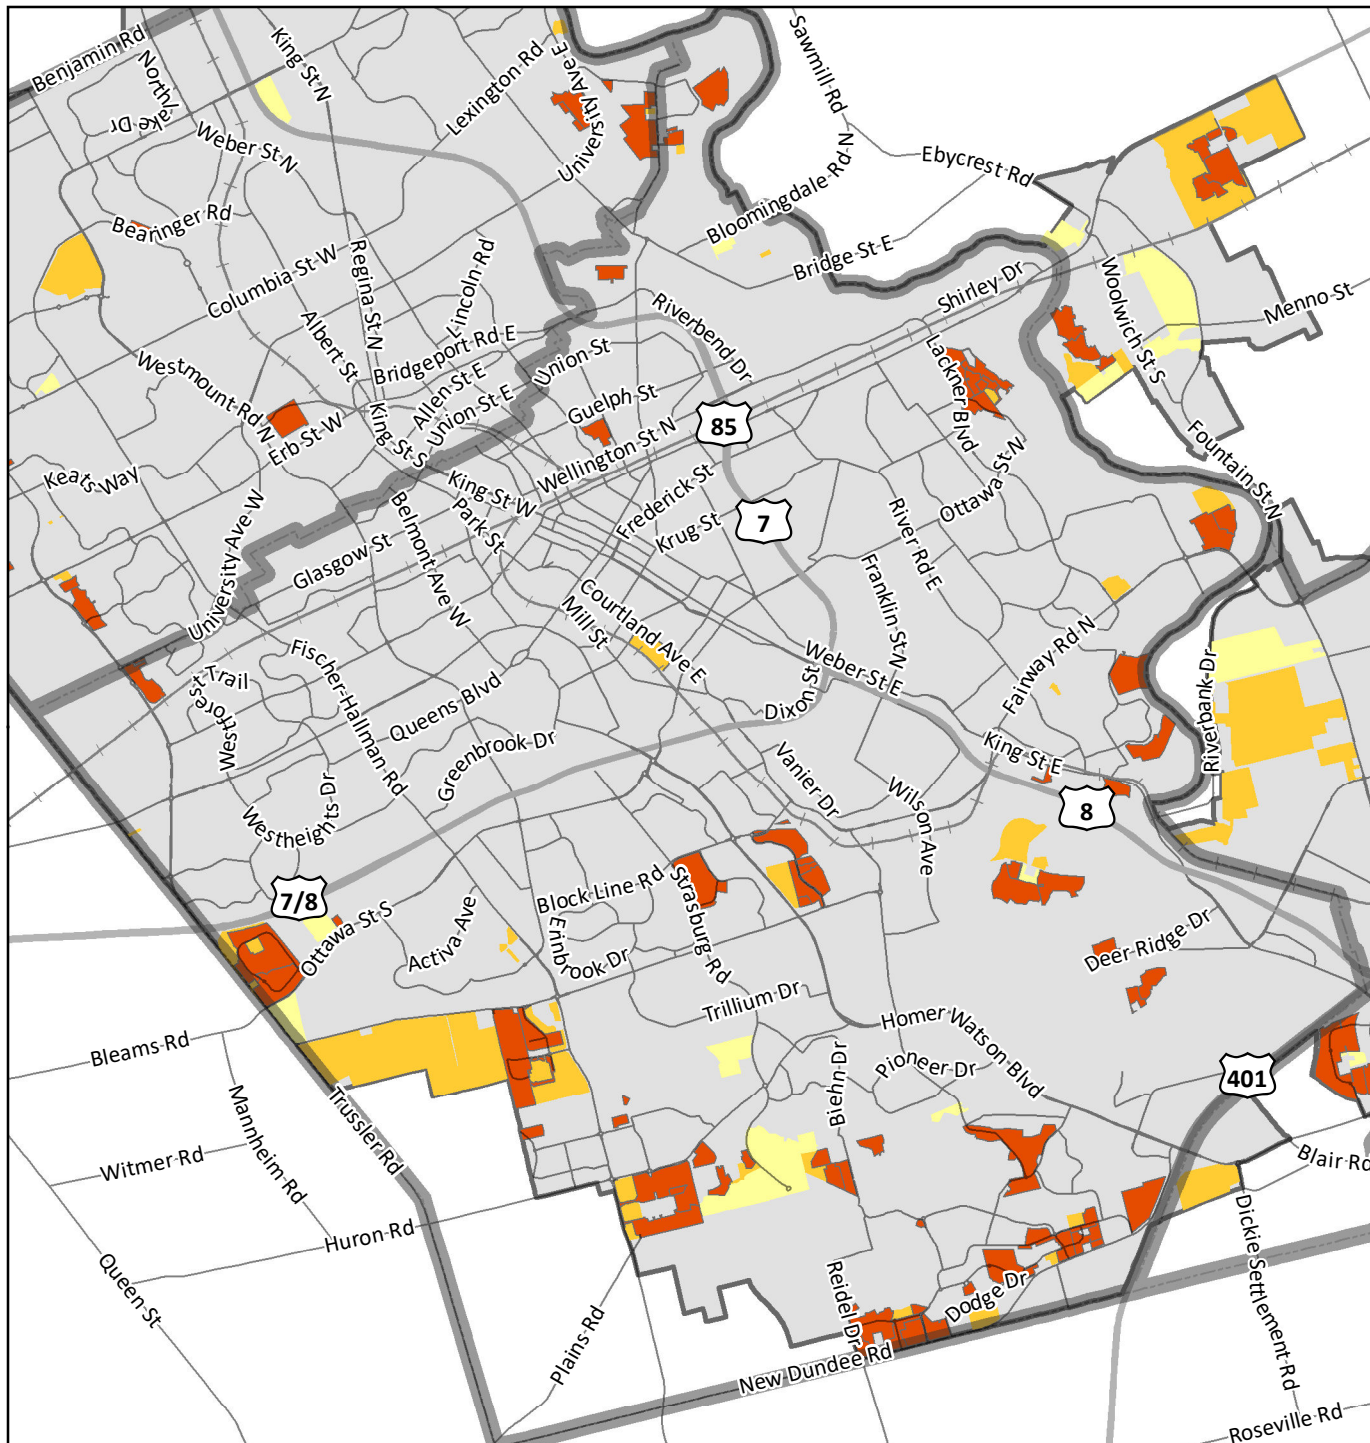 Benjamin Rd
Northlake Dr
King St N
Lexington Rd
University Ave E
Sawmill Rd N
Weber St N
Ebycrest Rd
Bearinger Rd
Bloomingdale Rd N
Bridge St E
Columbia St W
Regina St N
Lincoln Rd
Shirley Dr
Woolwich St S
Menno St
Albert St
Riverbend Dr
Bridgeport Rd E
Union St
Lackner Blvd
Westmount Rd N
Allen St E
Union St E
Guelph St
85
Erb St W
King St S
Wellington St N
Fountain St N
Keats Way
King St W
Frederick St
Ottawa St N
Belmont Ave W
Park St
Krug St
7
River Rd E
University Ave W
Glasgow St
Franklin St N
Courtland Ave E
Mill St
Fischer-Hallman Rd
Weber St E
Fairway Rd N
Westforest Trail
Queens Blvd
Dixon St
Riverbank Dr
Greenbrook Dr
King St E
Vanier Dr
Wilson Ave
Westheights Dr
8
7/8
Block Line Rd
Strasburg Rd
Ottawa St S
Activa Ave
Erinbrook Dr
Deer Ridge Dr
Trillium Dr
Homer Watson Blvd
Bleams Rd
Biehn Dr
Pioneer Dr
401
Mannheim Rd
Trussler Rd
Witmer Rd
Blair Rd
Huron Rd
Dickie Settlement Rd
Queen St
Reidel Dr
Dodge Dr
Plains Rd
New Dundee Rd
Roseville Rd